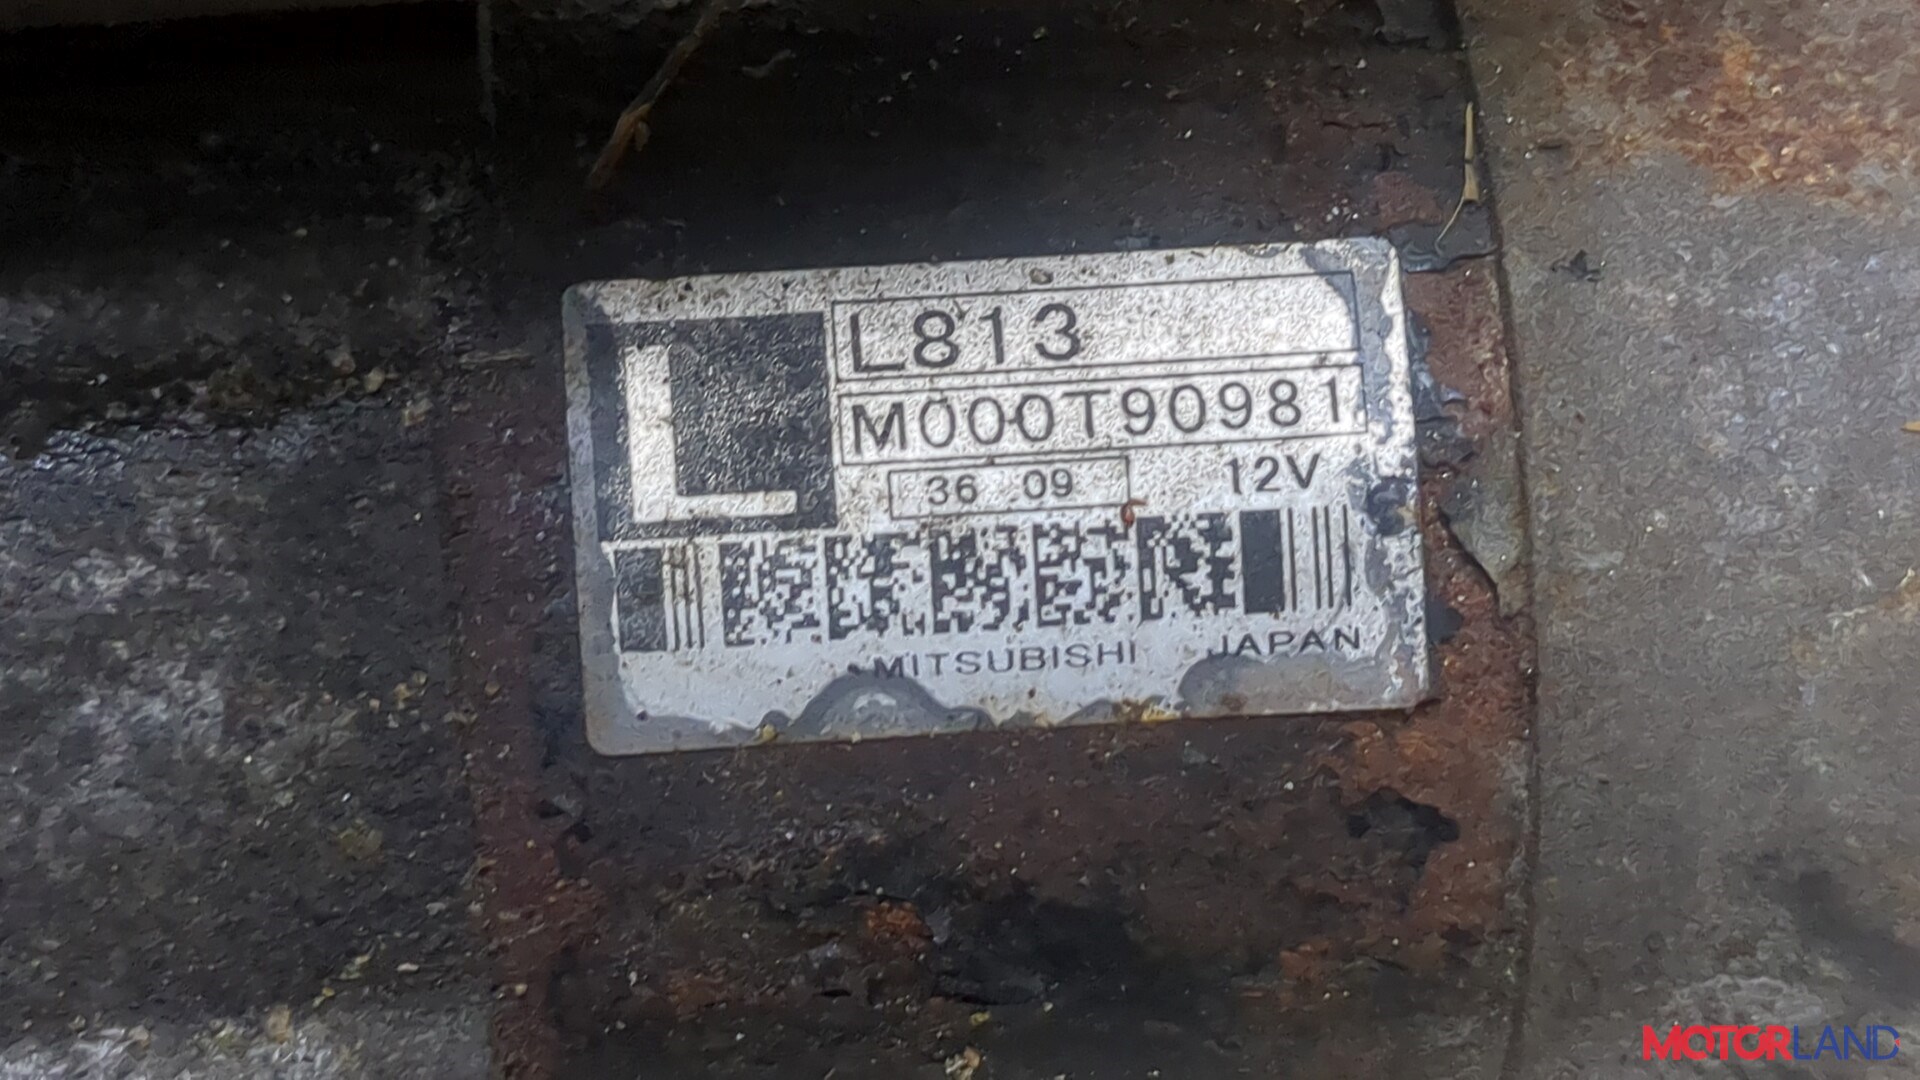 L
L813
M000T90981
36 09
12V
MITSUBISHI JAPAN
MOTORLAND